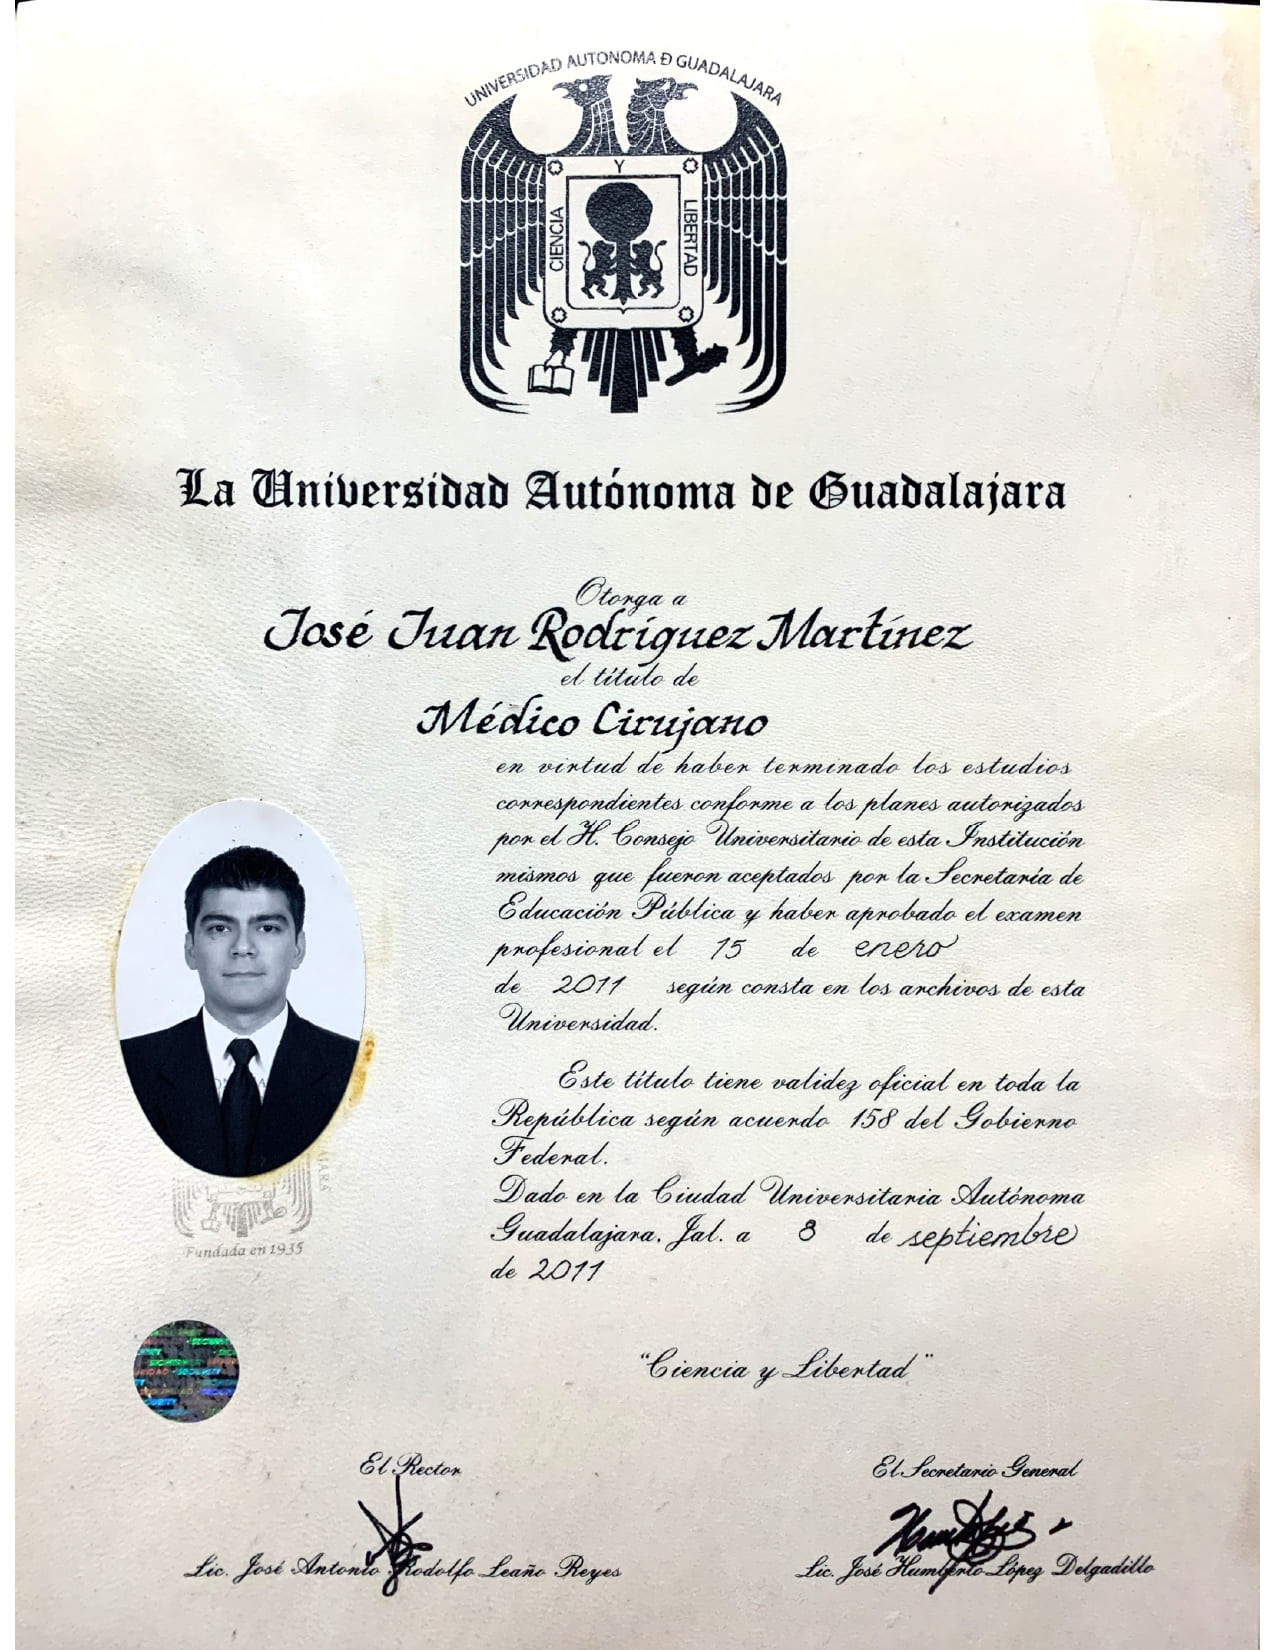 UNIVERSIDAD AUTONOMA Đ GUADALAJARA
Y
CIENCIA
LIBERTAD
La Universidad Autónoma de Guadalajara
Otorga a
José Juan Rodríguez Martínez
el título de
Médico Cirujano
en virtud de haber terminado los estudios
correspondientes conforme a los planes autorizados
por el H. Consejo Universitario de esta Institución
mismos que fueron aceptados por la Secretaría de
Educación Pública y haber aprobado el examen
profesional el 15 de enero
de 2011 según consta en los archivos de esta
Universidad.
Este título tiene validez oficial en toda la
República según acuerdo 158 del Gobierno
Federal.
Dado en la Ciudad Universitaria Autónoma
Guadalajara, Jal. a 8 de septiembre
de 2011
Fundada en 1935
"Ciencia y Libertad"
El Rector
El Secretario General
Lic. José Antonio Rodolfo Leaño Reyes
Lic. José Humberto López Delgadillo